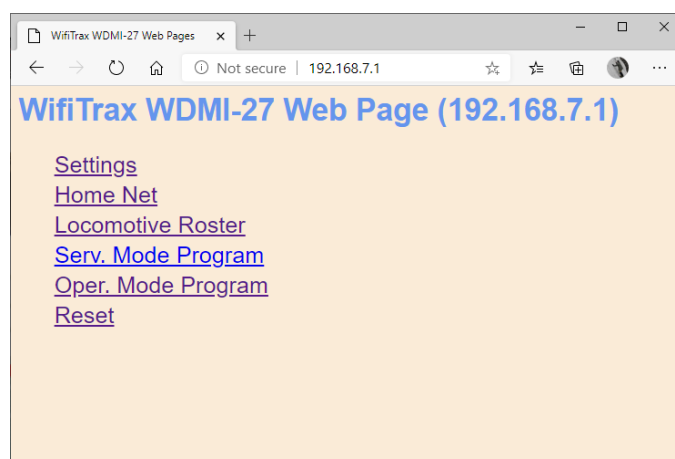 WifiTrax WDMI-27 Web Pages
Not secure | 192.168.7.1
WifiTrax WDMI-27 Web Page (192.168.7.1)
Settings
Home Net
Locomotive Roster
Serv. Mode Program
Oper. Mode Program
Reset